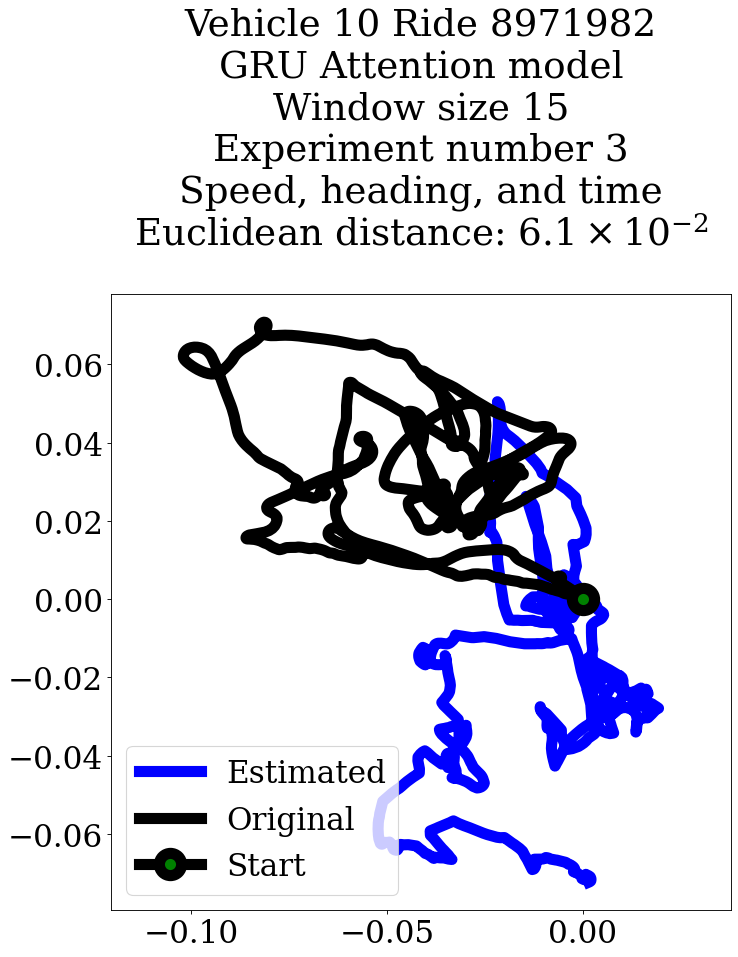 Vehicle 10 Ride 8971982
GRU Attention model
Window size 15
Experiment number 3
Speed, heading, and time
Euclidean distance: 6.1 × 10⁻²
0.06
0.04
0.02
0.00
−0.02
−0.04
−0.06
Estimated
Original
Start
−0.10
−0.05
0.00